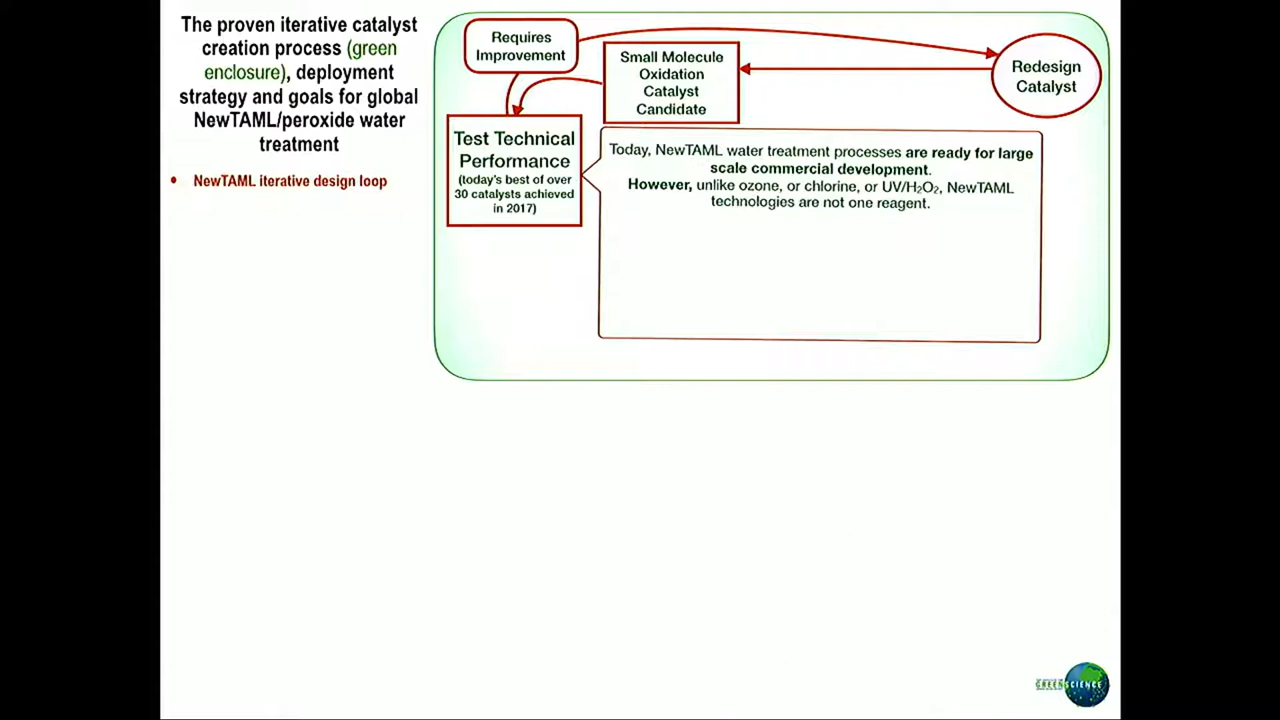 The proven iterative catalyst
creation process (green
enclosure), deployment
strategy and goals for global
NewTAML/peroxide water
treatment
• NewTAML iterative design loop
Requires
Improvement
Small Molecule
Oxidation
Catalyst
Candidate
Redesign
Catalyst
Test Technical
Performance
(today's best of over
30 catalysts achieved
in 2017)
Today, NewTAML water treatment processes are ready for large
scale commercial development.
However, unlike ozone, or chlorine, or UV/H₂O₂, NewTAML
technologies are not one reagent.
GREENSCIENCE